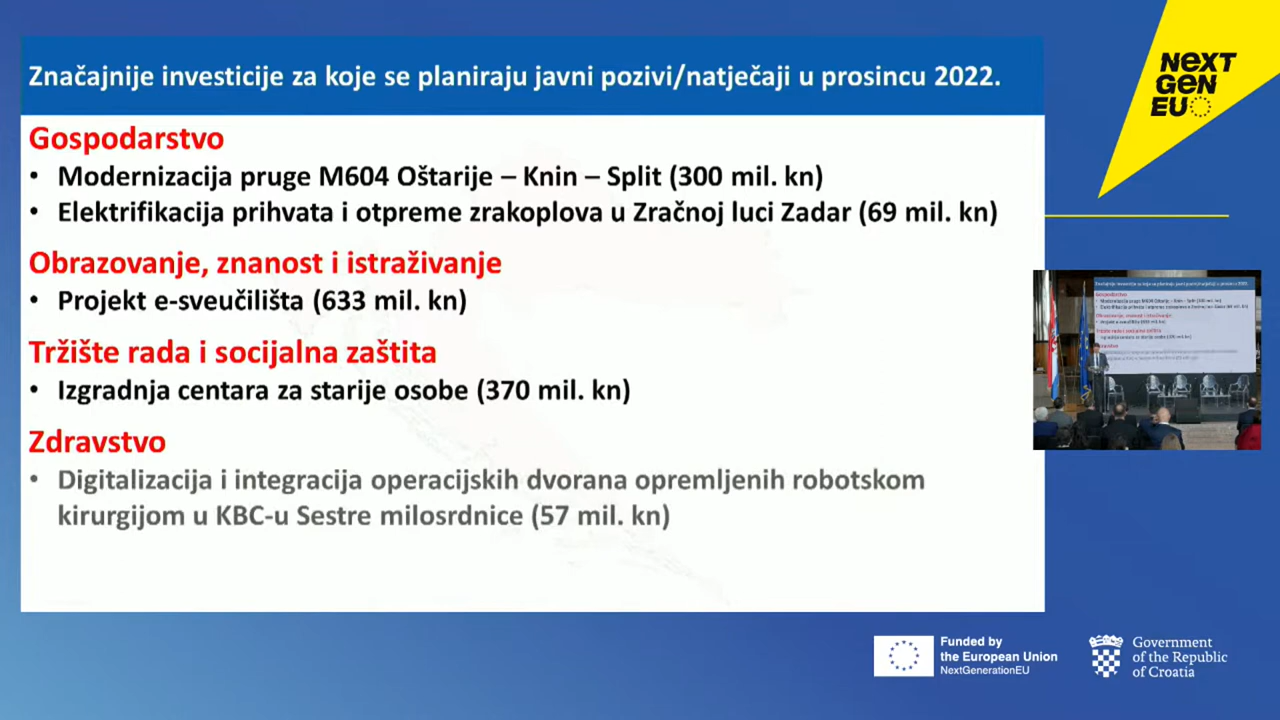 Značajnije investicije za koje se planiraju javni pozivi/natječaji u prosincu 2022.
Gospodarstvo
• Modernizacija pruge M604 Oštarije – Knin – Split (300 mil. kn)
• Elektrifikacija prihvata i otpreme zrakoplova u Zračnoj luci Zadar (69 mil. kn)
Obrazovanje, znanost i istraživanje
• Projekt e-sveučilišta (633 mil. kn)
Tržište rada i socijalna zaštita
• Izgradnja centara za starije osobe (370 mil. kn)
Zdravstvo
• Digitalizacija i integracija operacijskih dvorana opremljenih robotskom
kirurgijom u KBC-u Sestre milosrdnice (57 mil. kn)
NEXT
GEN
EU
Funded by
the European Union
NextGenerationEU
Government
of the Republic
of Croatia